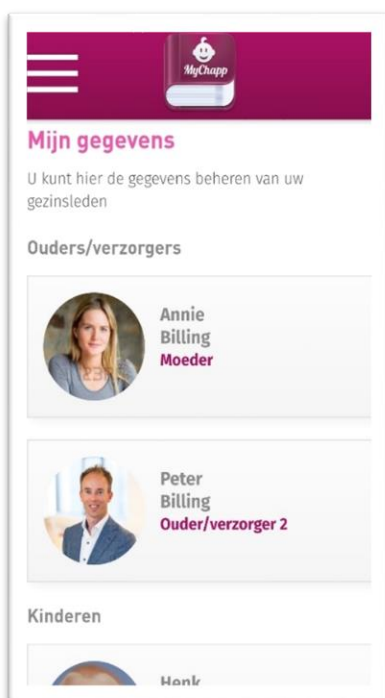 MyChapp
Mijn gegevens
U kunt hier de gegevens beheren van uw
gezinsleden
Ouders/verzorgers
Annie
Billing
Moeder
Peter
Billing
Ouder/verzorger 2
Kinderen
Henk